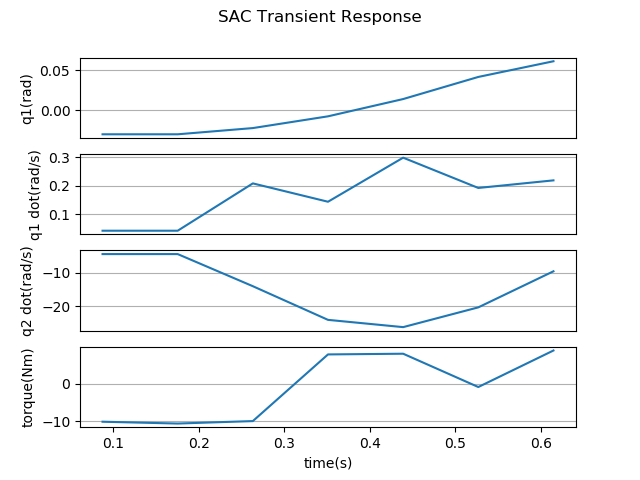 SAC Transient Response
q1(rad)
0.05
0.00
q1 dot(rad/s)
0.3
0.2
0.1
q2 dot(rad/s)
−10
−20
torque(Nm)
0
−10
0.1 0.2 0.3 0.4 0.5 0.6
time(s)